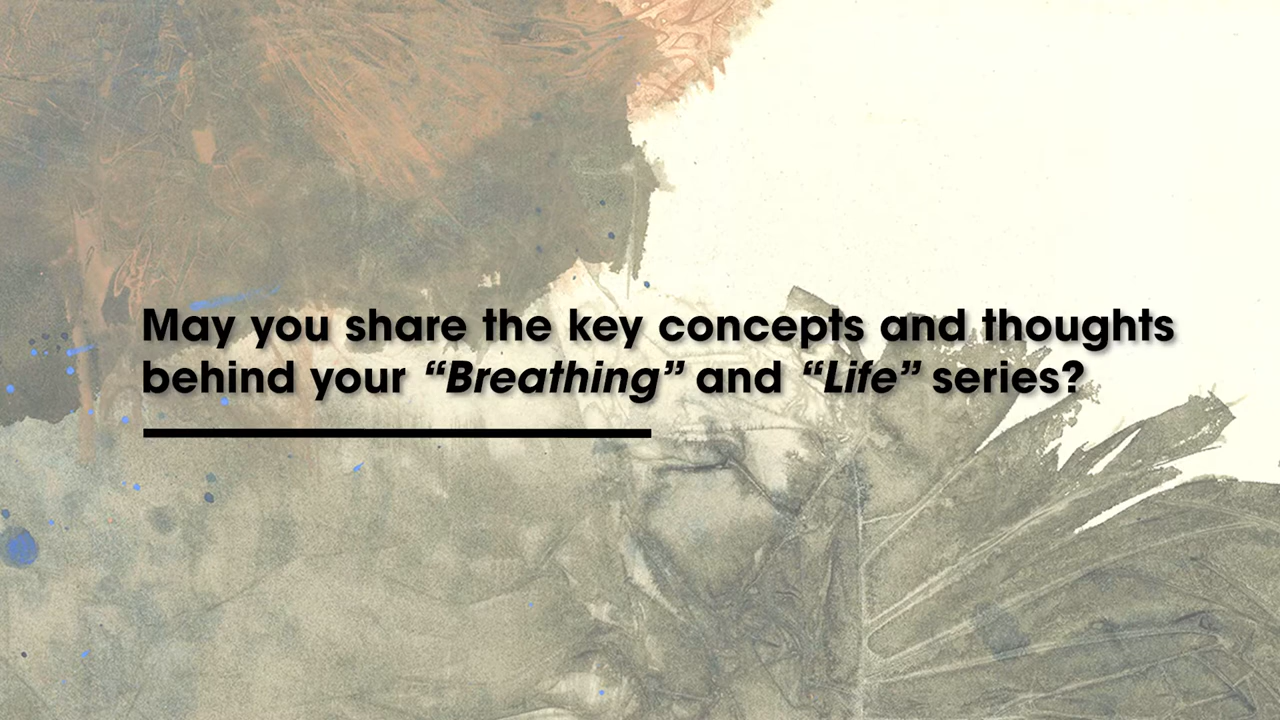 May you share the key concepts and thoughts
behind your “Breathing” and “Life” series?